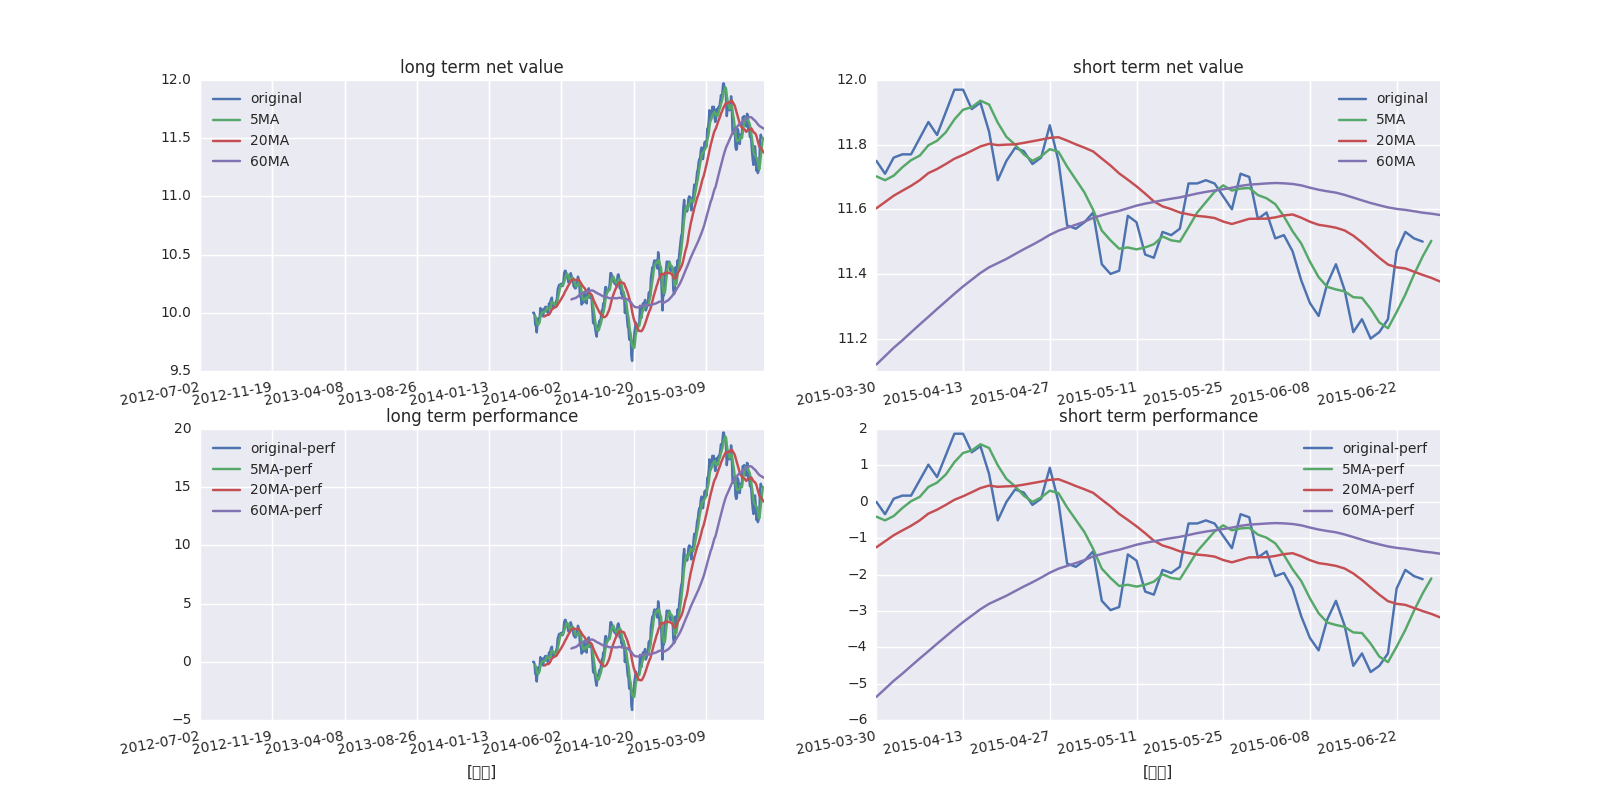 long term net value
12.0
11.5
11.0
10.5
10.0
9.5
original
5MA
20MA
60MA
2012-07-02 2012-11-19 2013-04-08 2013-08-26 2014-01-13 2014-06-02 2014-10-20 2015-03-09
short term net value
12.0
11.8
11.6
11.4
11.2
original
5MA
20MA
60MA
2015-03-30 2015-04-13 2015-04-27 2015-05-11 2015-05-25 2015-06-08 2015-06-22
long term performance
20
15
10
5
0
−5
original-perf
5MA-perf
20MA-perf
60MA-perf
2012-07-02 2012-11-19 2013-04-08 2013-08-26 2014-01-13 2014-06-02 2014-10-20 2015-03-09
short term performance
2
1
0
−1
−2
−3
−4
−5
−6
original-perf
5MA-perf
20MA-perf
60MA-perf
2015-03-30 2015-04-13 2015-04-27 2015-05-11 2015-05-25 2015-06-08 2015-06-22